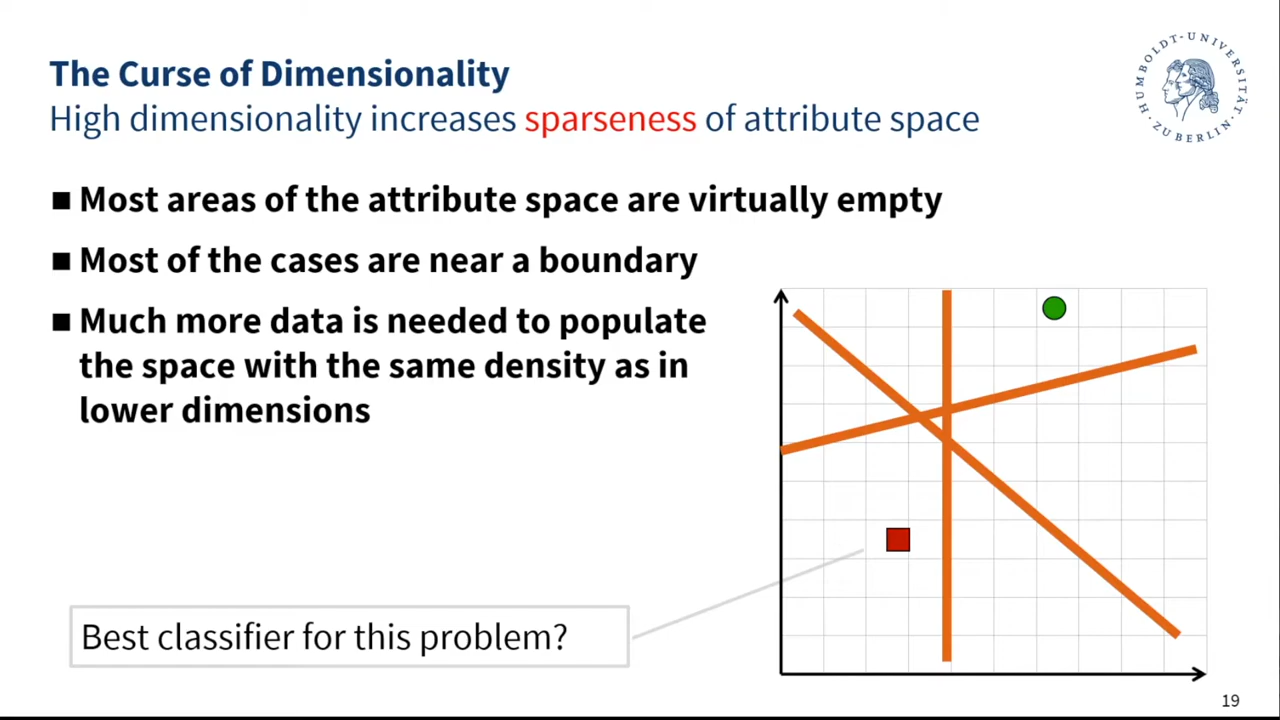 The Curse of Dimensionality
High dimensionality increases sparseness of attribute space
HUMBOLDT-UNIVERSITÄT ZU BERLIN
■ Most areas of the attribute space are virtually empty
■ Most of the cases are near a boundary
■ Much more data is needed to populate
the space with the same density as in
lower dimensions
Best classifier for this problem?
19